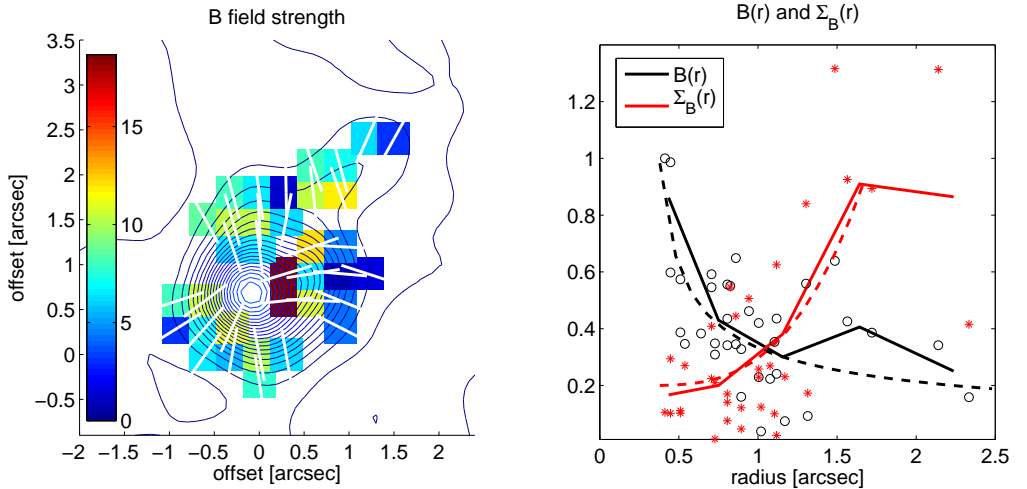 B field strength
3.5
3
2.5
2
1.5
1
0.5
0
−0.5
offset [arcsec]
15
10
5
0
−2 −1.5 −1 −0.5 0 0.5 1 1.5 2
offset [arcsec]
B(r) and Σ_B(r)
B(r)
Σ_B(r)
1.2
1
0.8
0.6
0.4
0.2
0 0.5 1.0 1.5 2 2.5
radius [arcsec]